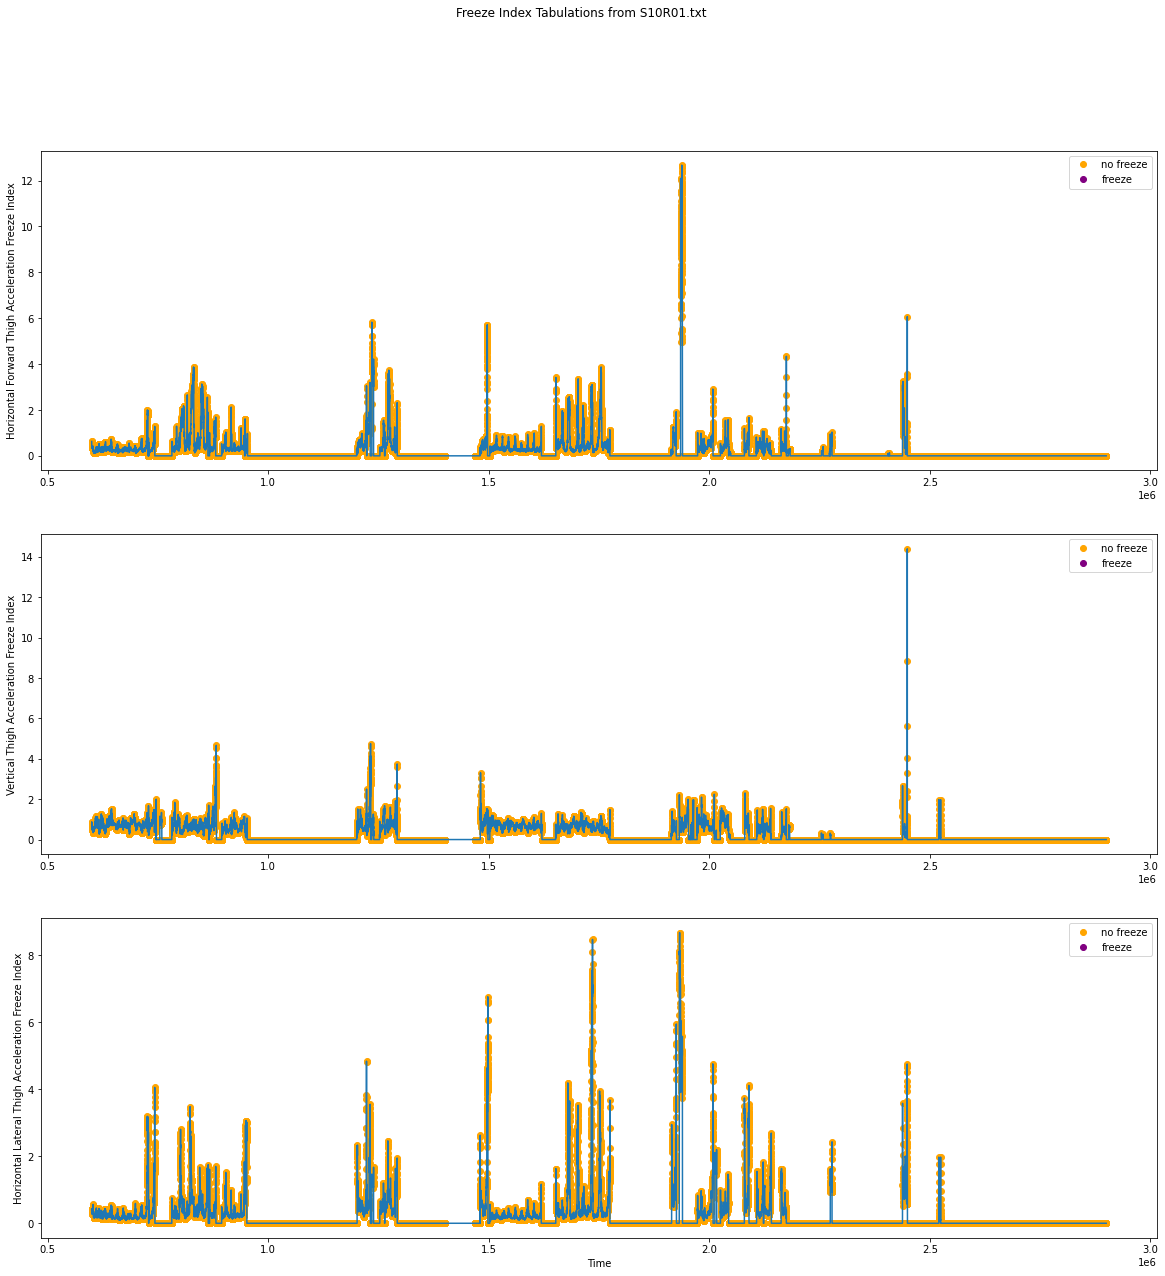 Freeze Index Tabulations from S10R01.txt
Horizontal Forward Thigh Acceleration Freeze Index
12
10
8
6
4
2
0
no freeze
freeze
0.5 1.0 1.5 2.0 2.5 3.0
1e6
Vertical Thigh Acceleration Freeze Index
14
12
10
8
6
4
2
0
no freeze
freeze
0.5 1.0 1.5 2.0 2.5 3.0
1e6
Horizontal Lateral Thigh Acceleration Freeze Index
8
6
4
2
0
no freeze
freeze
0.5 1.0 1.5 2.0 2.5 3.0
1e6
Time